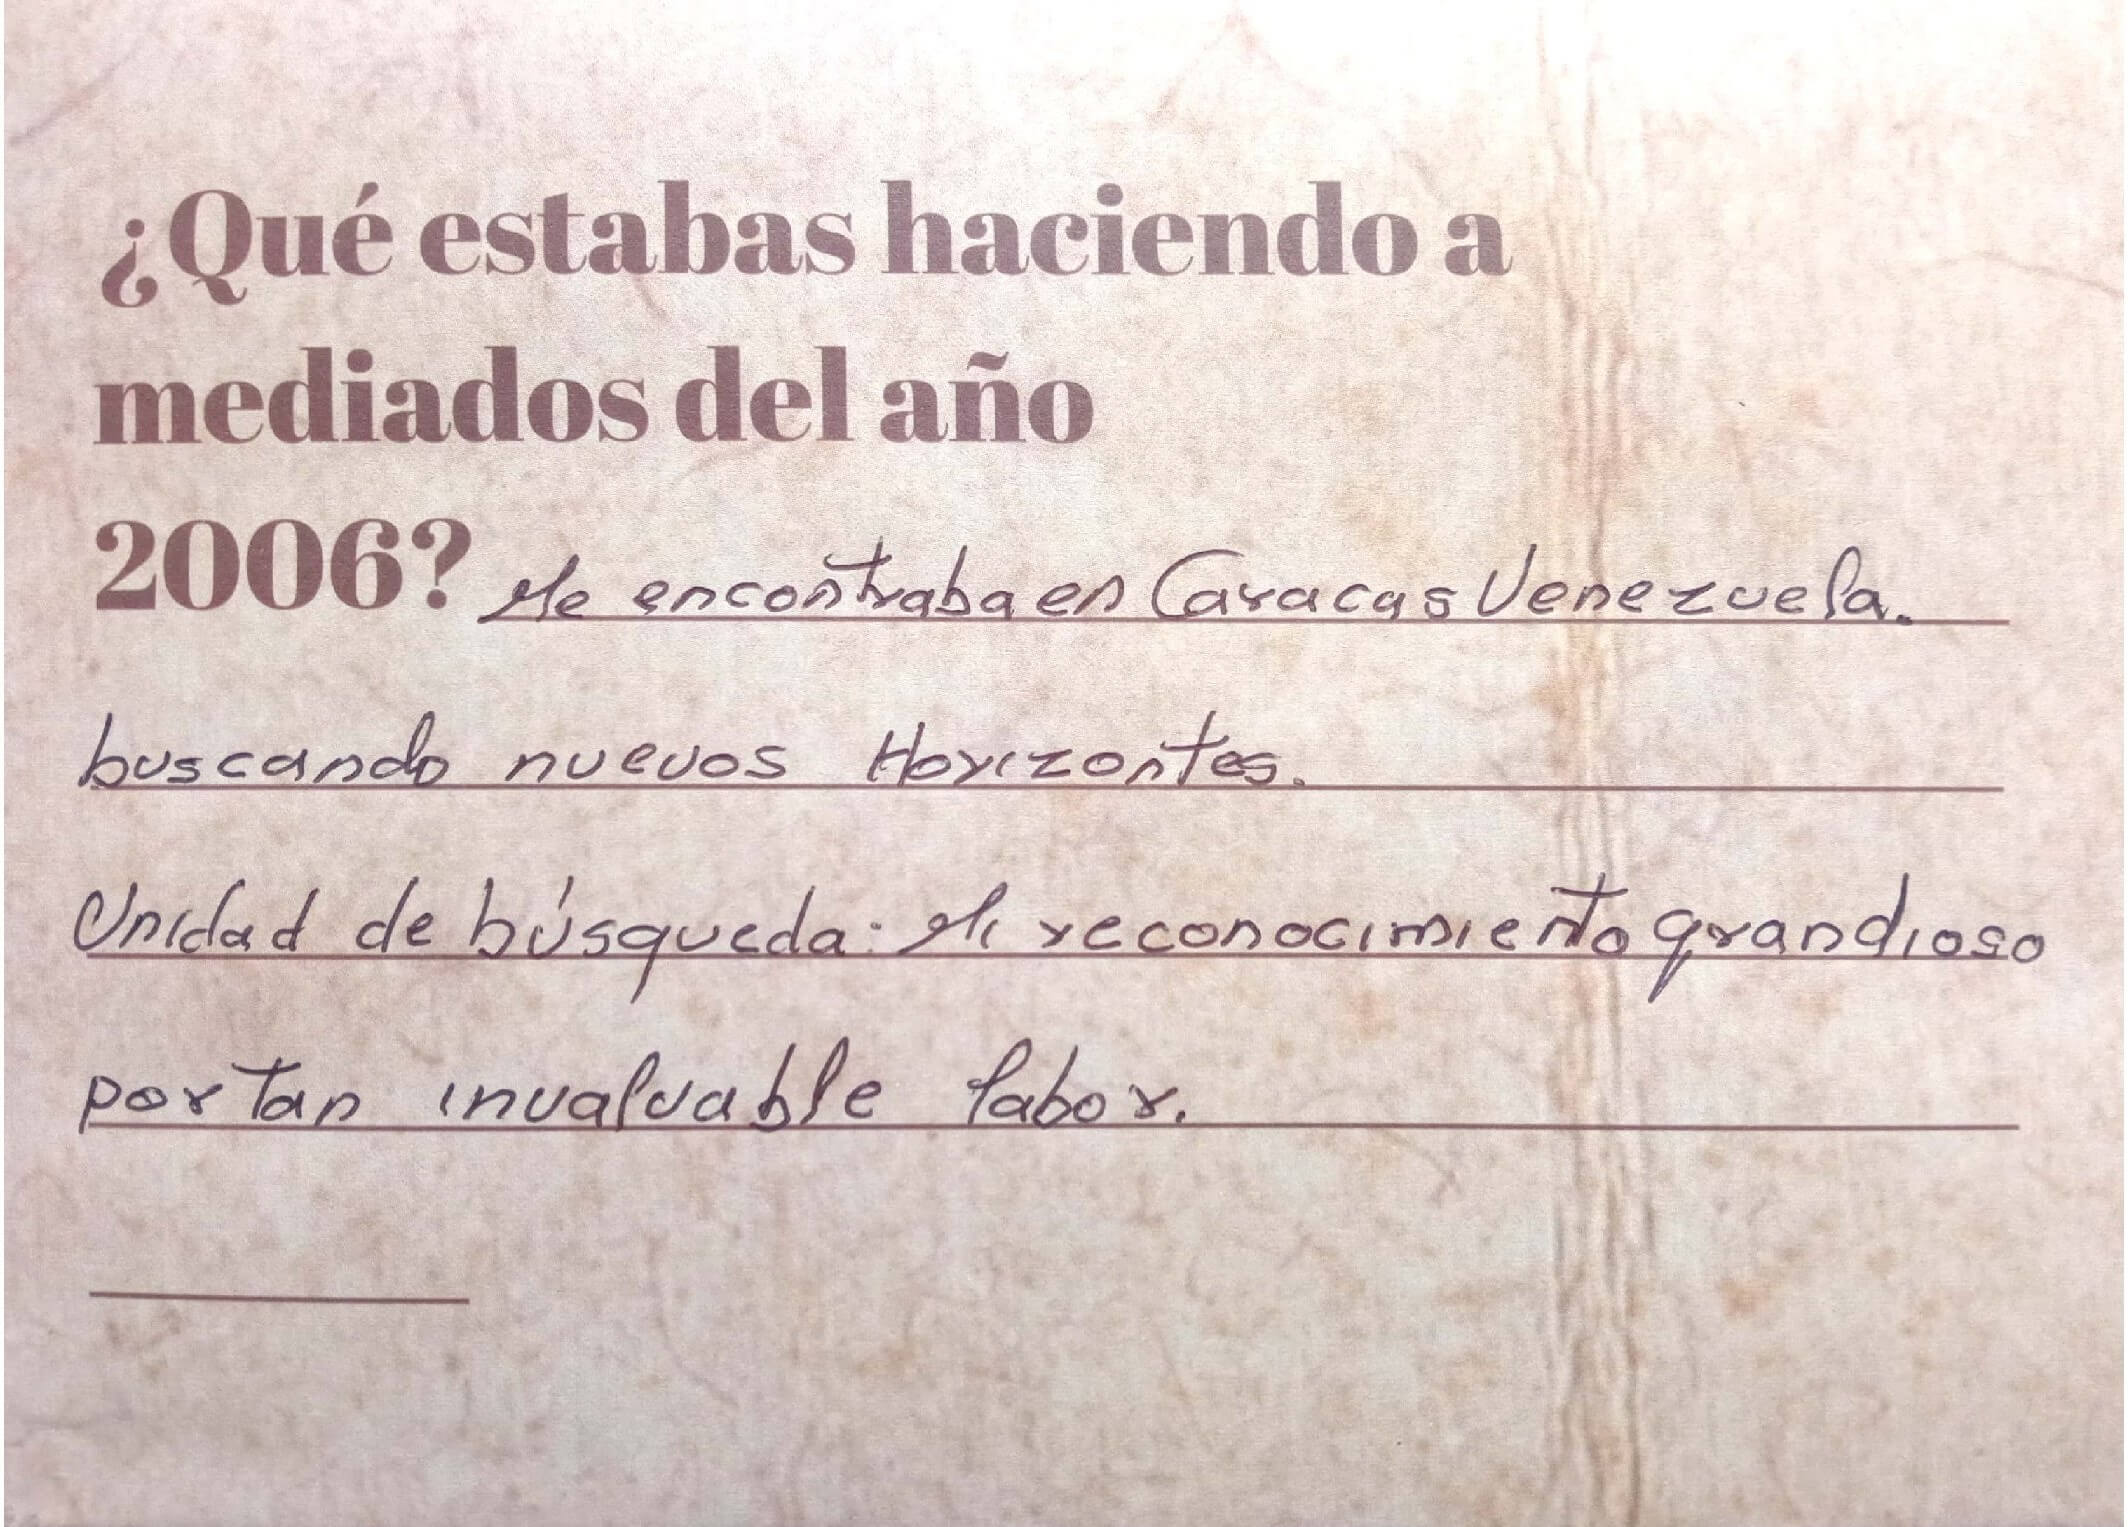 ¿Qué estabas haciendo a
mediados del año
2006? Me encontraba en Caracas Venezuela.
buscando nuevos Horizontes.
Unidad de búsqueda: Mi reconocimiento grandioso
por tan invaluable labor.